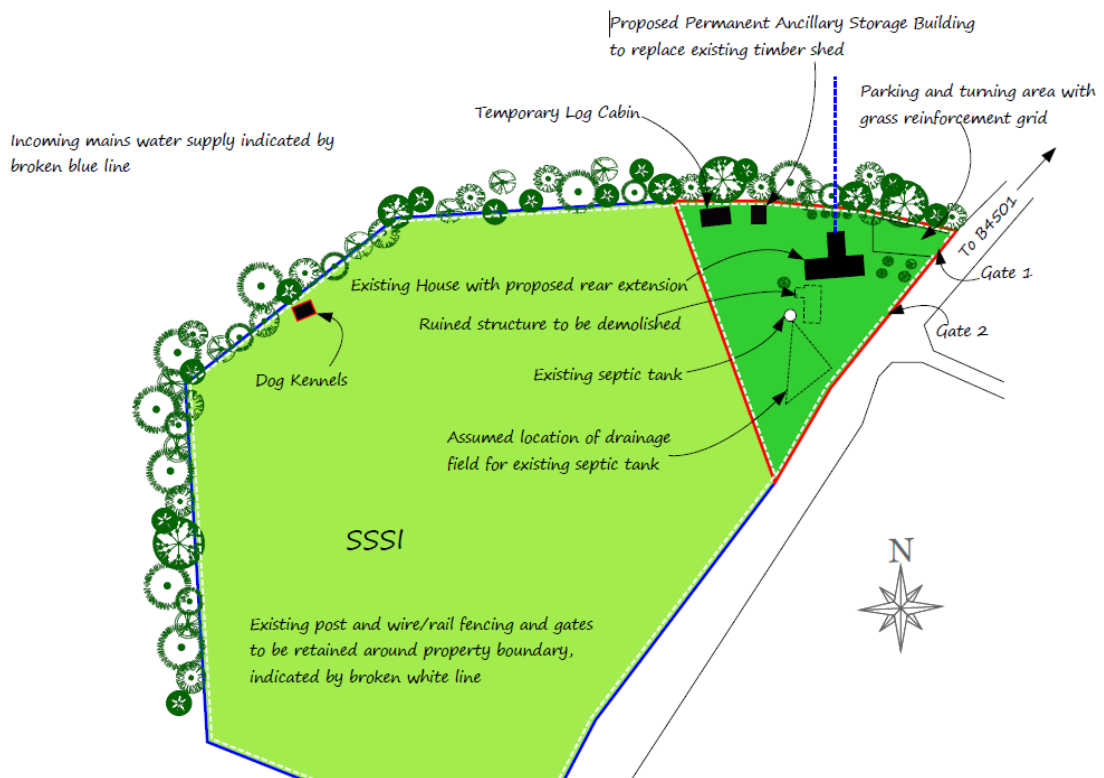 Proposed Permanent Ancillary Storage Building
to replace existing timber shed
Temporary Log Cabin
Parking and turning area with
grass reinforcement grid
Incoming mains water supply indicated by
broken blue line
To B4501
Gate 1
Existing House with proposed rear extension
Ruined structure to be demolished
Gate 2
Existing septic tank
Dog Kennels
Assumed location of drainage
field for existing septic tank
SSSI
N
Existing post and wire/rail fencing and gates
to be retained around property boundary,
indicated by broken white line